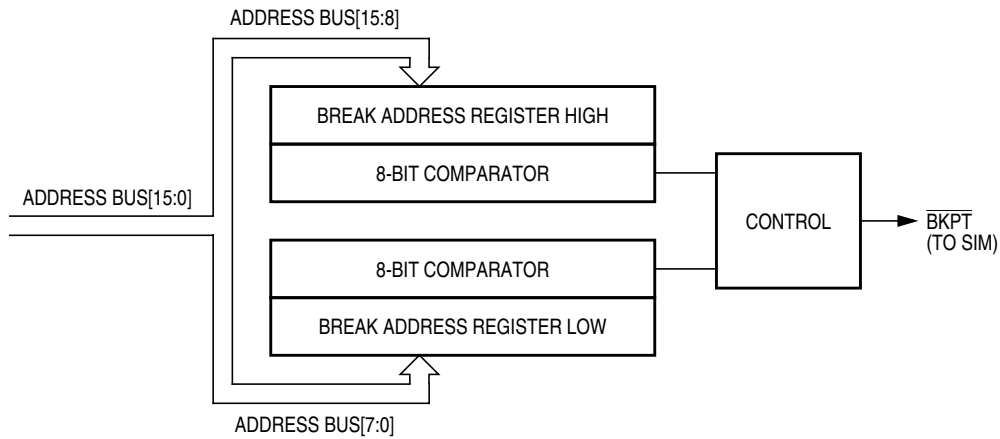 ADDRESS BUS[15:8]
BREAK ADDRESS REGISTER HIGH
8-BIT COMPARATOR
ADDRESS BUS[15:0]
CONTROL
BKPT
(TO SIM)
8-BIT COMPARATOR
BREAK ADDRESS REGISTER LOW
ADDRESS BUS[7:0]